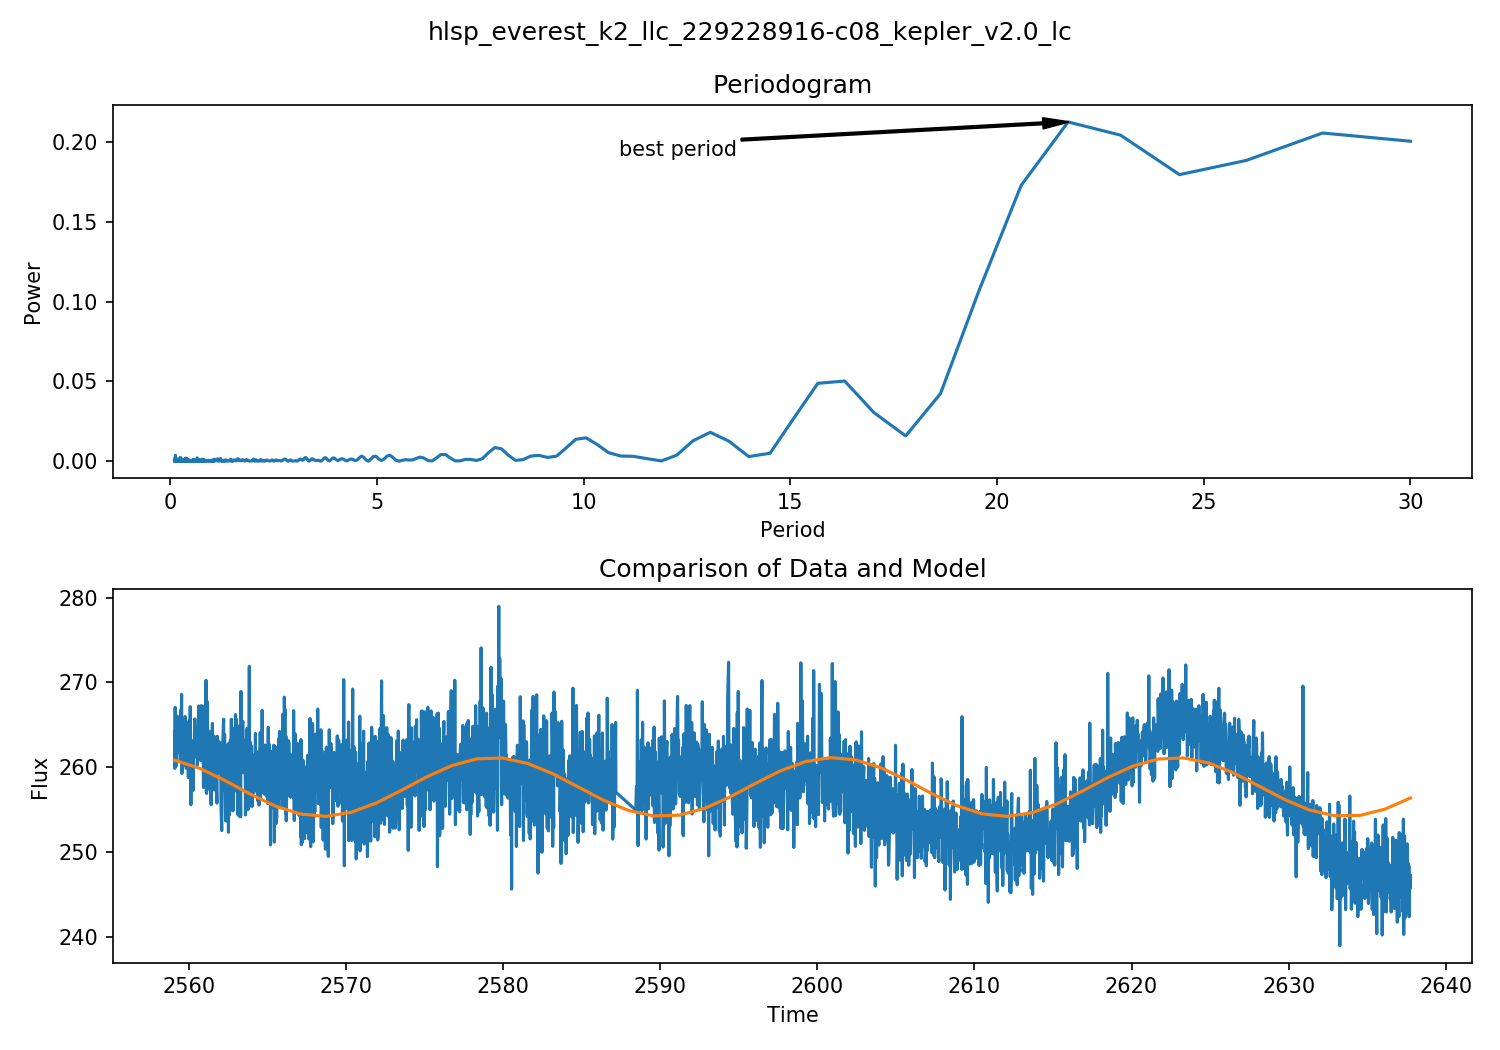 hlsp_everest_k2_llc_229228916-c08_kepler_v2.0_lc
Periodogram
Power
0.20
0.15
0.10
0.05
0.00
best period
0 5 10 15 20 25 30
Period
Comparison of Data and Model
Flux
280
270
260
250
240
2560 2570 2580 2590 2600 2610 2620 2630 2640
Time